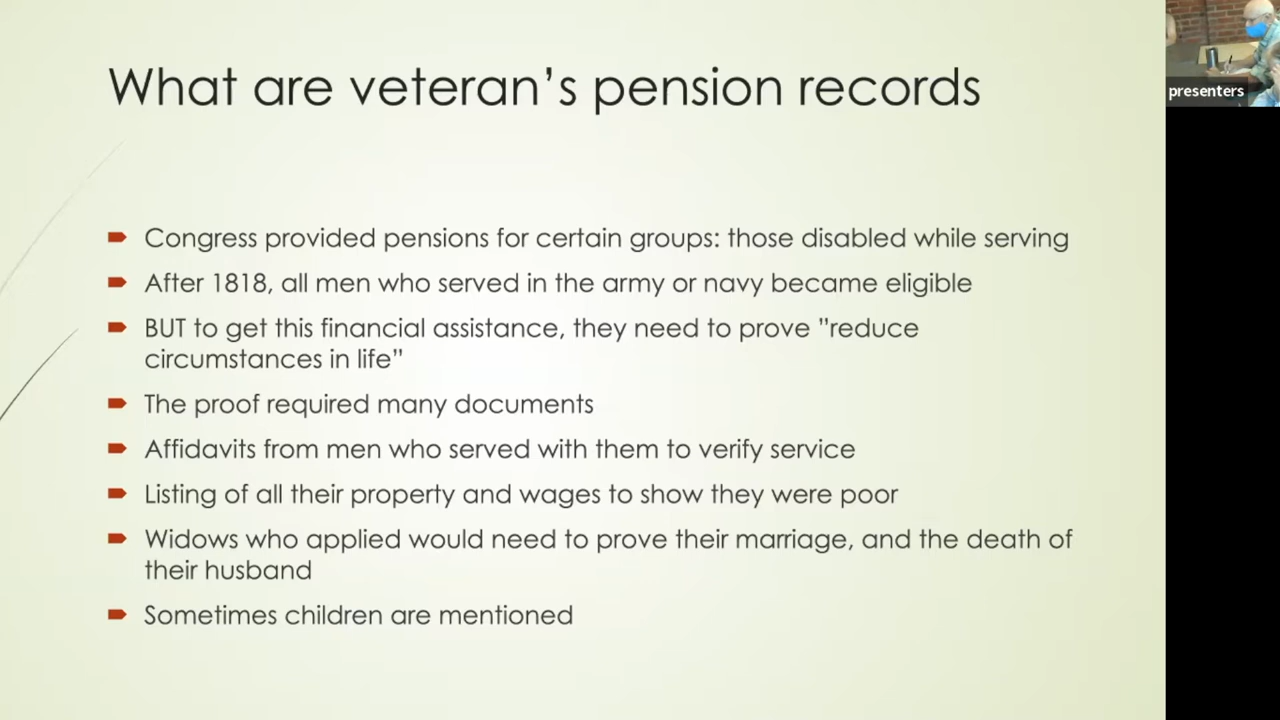 What are veteran’s pension records
Congress provided pensions for certain groups: those disabled while serving
After 1818, all men who served in the army or navy became eligible
BUT to get this financial assistance, they need to prove ”reduce
circumstances in life”
The proof required many documents
Affidavits from men who served with them to verify service
Listing of all their property and wages to show they were poor
Widows who applied would need to prove their marriage, and the death of
their husband
Sometimes children are mentioned
presenters